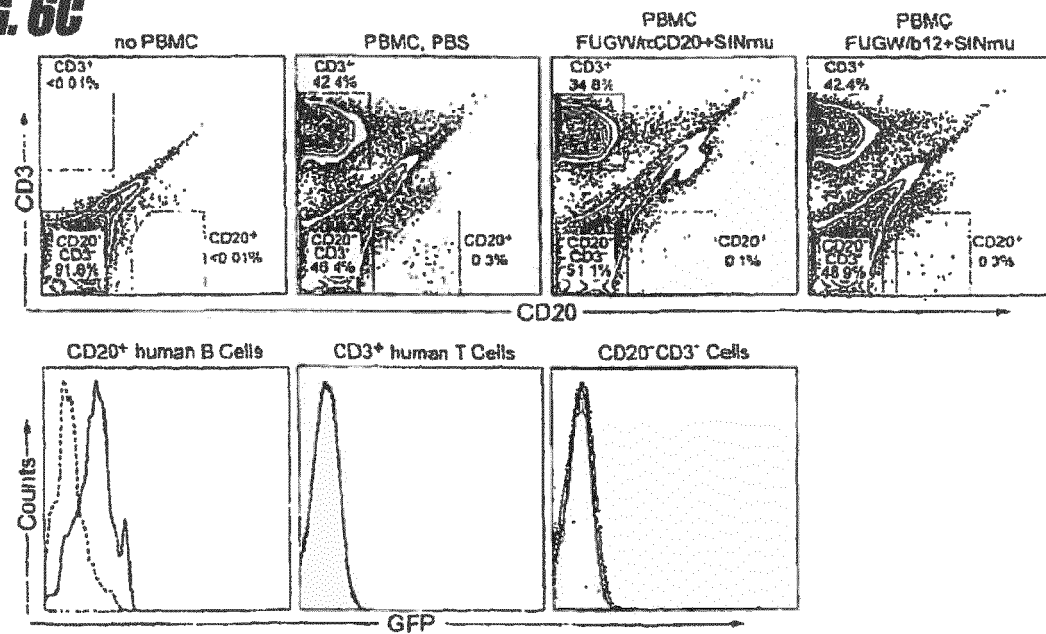 G. 6C
no PBMC
PBMC, PBS
PBMC
FUGW/αCD20+SINmu
PBMC
FUGW/b12+SINmu
CD3+
<0.01%
CD20-
CD3-
91.8%
CD20+
<0.01%
CD3+
42.4%
CD20-
CD3-
46.4%
CD20+
0.3%
CD3+
34.8%
CD20-
CD3-
51.1%
CD20+
0.1%
CD3+
42.4%
CD20-
CD3-
48.9%
CD20+
0.3%
CD3
CD20
CD20+ human B Cells
CD3+ human T Cells
CD20-CD3- Cells
Counts
GFP